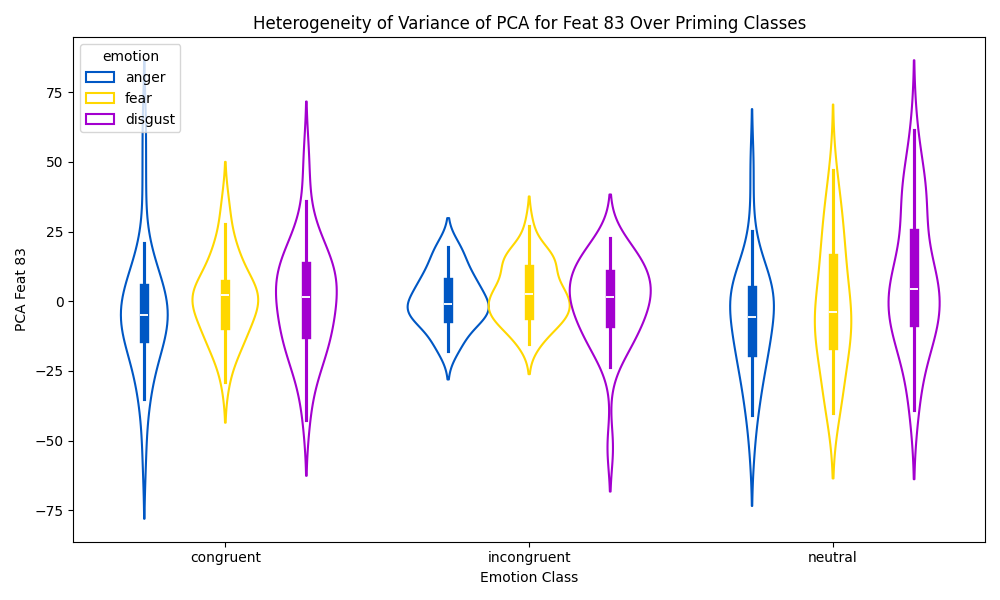 Heterogeneity of Variance of PCA for Feat 83 Over Priming Classes
emotion
anger
fear
disgust
75
50
25
0
−25
−50
−75
PCA Feat 83
congruent
incongruent
neutral
Emotion Class